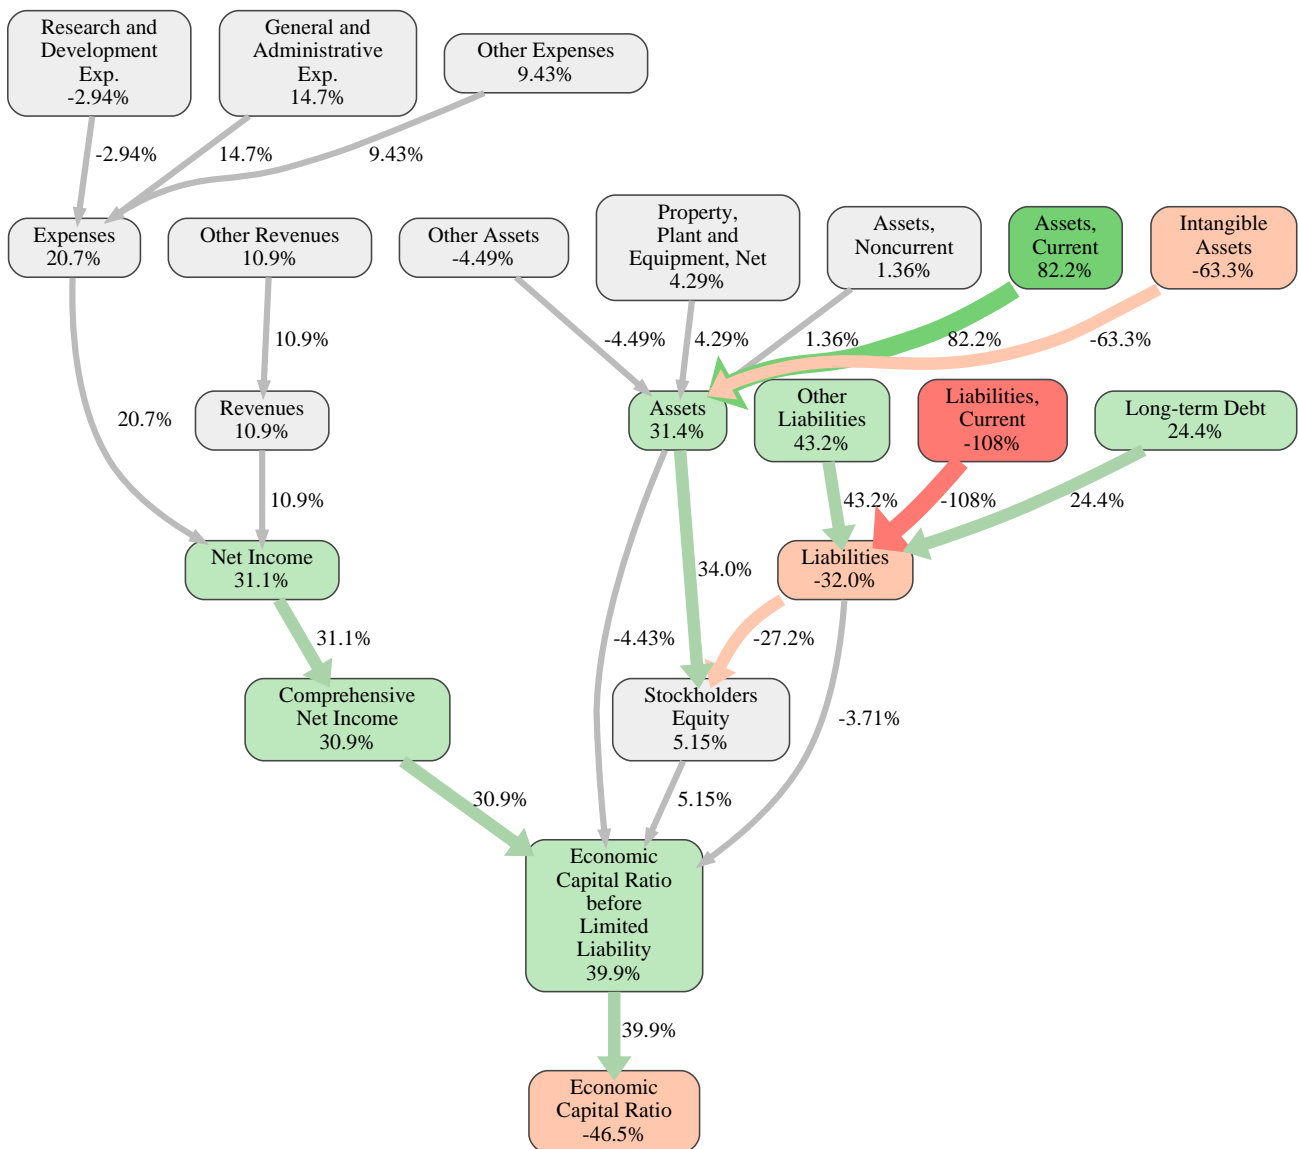 Research and
Development
Exp.
-2.94%
General and
Administrative
Exp.
14.7%
Other Expenses
9.43%
-2.94%
14.7%
9.43%
Expenses
20.7%
Other Revenues
10.9%
Other Assets
-4.49%
Property,
Plant and
Equipment, Net
4.29%
Assets,
Noncurrent
1.36%
Assets,
Current
82.2%
Intangible
Assets
-63.3%
10.9%
-4.49%
4.29%
1.36%
82.2%
-63.3%
20.7%
Revenues
10.9%
Assets
31.4%
Other
Liabilities
43.2%
Liabilities,
Current
-108%
Long-term Debt
24.4%
10.9%
43.2%
-108%
24.4%
Net Income
31.1%
34.0%
Liabilities
-32.0%
31.1%
-4.43%
-27.2%
Comprehensive
Net Income
30.9%
Stockholders
Equity
5.15%
-3.71%
30.9%
5.15%
Economic
Capital Ratio
before
Limited
Liability
39.9%
39.9%
Economic
Capital Ratio
-46.5%